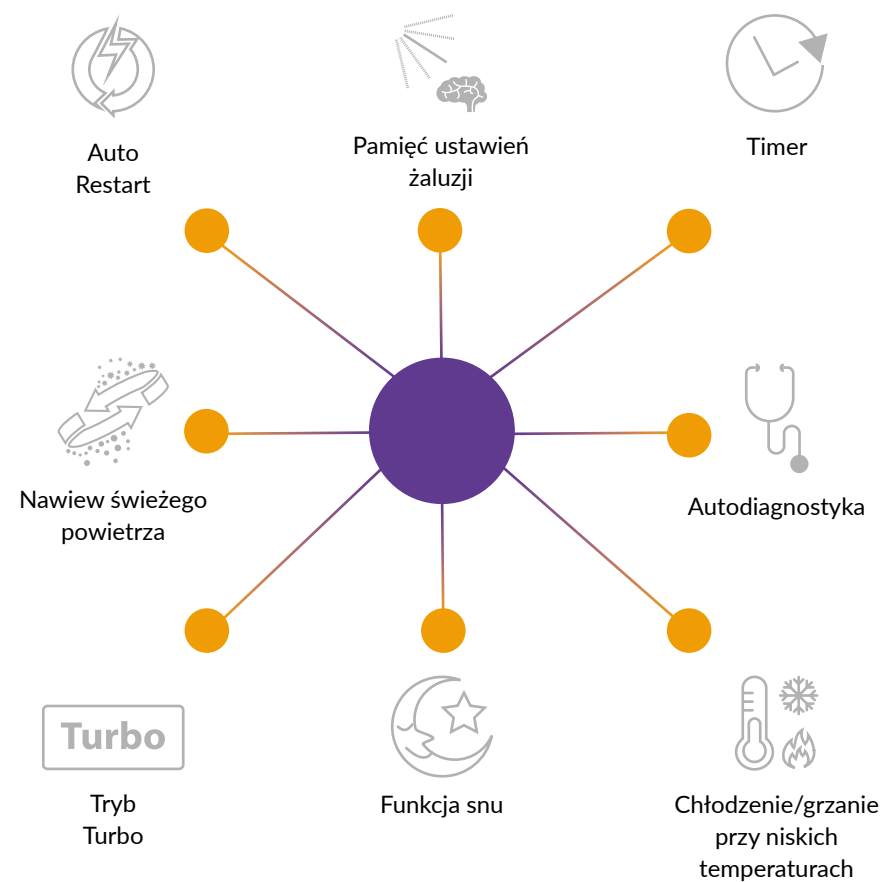 Auto
Restart
Pamięć ustawień
żaluzji
Timer
Nawiew świeżego
powietrza
Autodiagnostyka
Turbo
Tryb
Turbo
Funkcja snu
Chłodzenie/grzanie
przy niskich
temperaturach